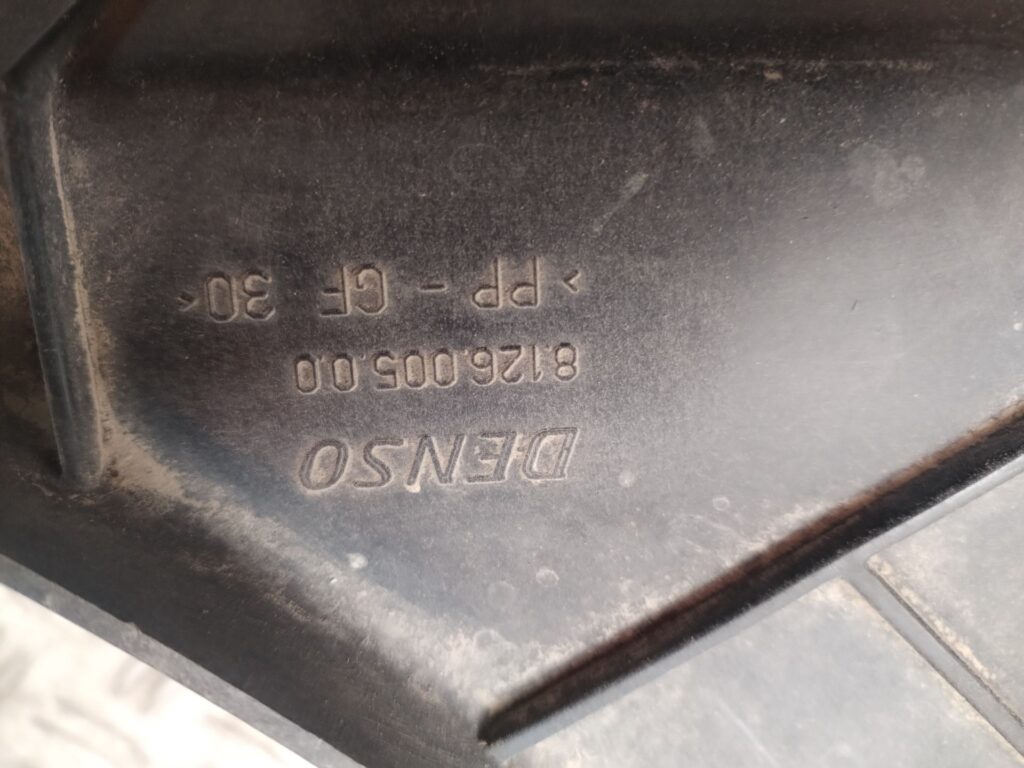 DENSO
8126.005.0.0
>PP - GF 30<